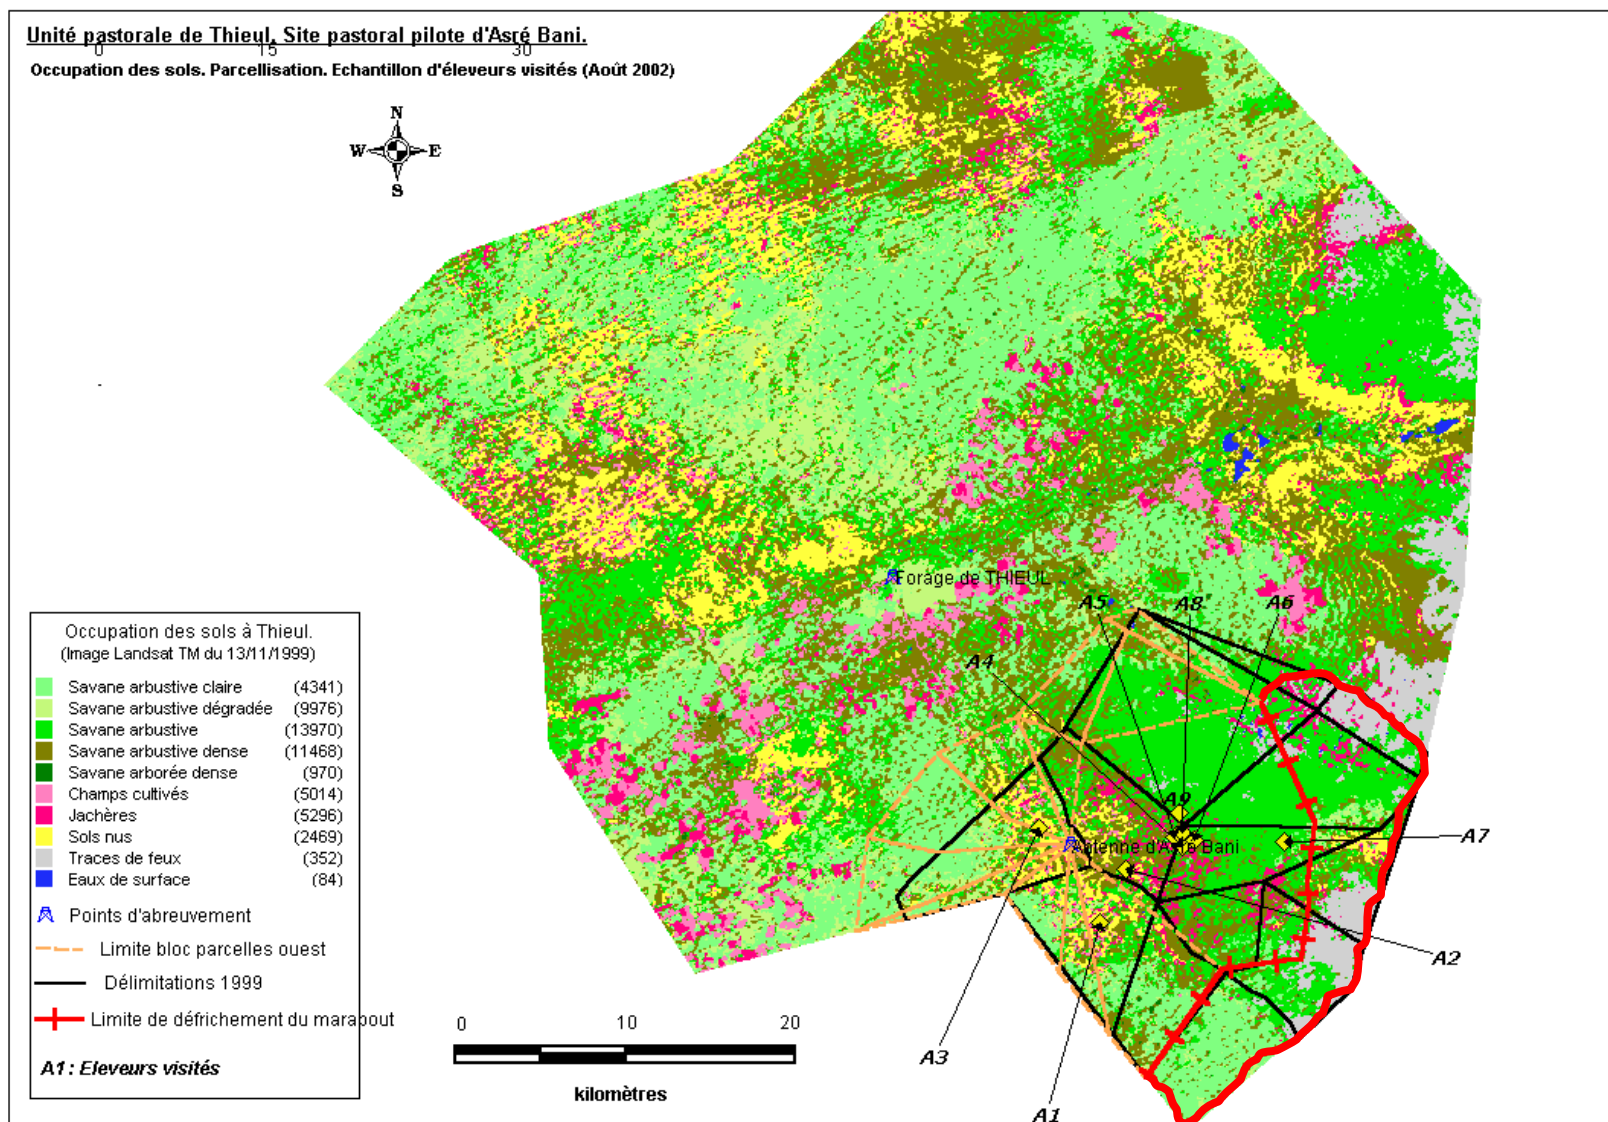 Unité pastorale de Thieul. Site pastoral pilote d'Asré Bani.
0 15 30
Occupation des sols. Parcellisation. Echantillon d'éleveurs visités (Août 2002)
N
W E
S
Forage de THIEUL
A5 A8 A6
A4
A9
Antenne d'Asré Bani
A7
A2
A3
A1
Occupation des sols à Thieul.
(Image Landsat TM du 13/11/1999)
Savane arbustive claire (4341)
Savane arbustive dégradée (9976)
Savane arbustive (13970)
Savane arbustive dense (11468)
Savane arborée dense (970)
Champs cultivés (5014)
Jachères (5296)
Sols nus (2469)
Traces de feux (352)
Eaux de surface (84)
Points d'abreuvement
Limite bloc parcelles ouest
Délimitations 1999
Limite de défrichement du marabout
A1 : Eleveurs visités
0 10 20
kilomètres